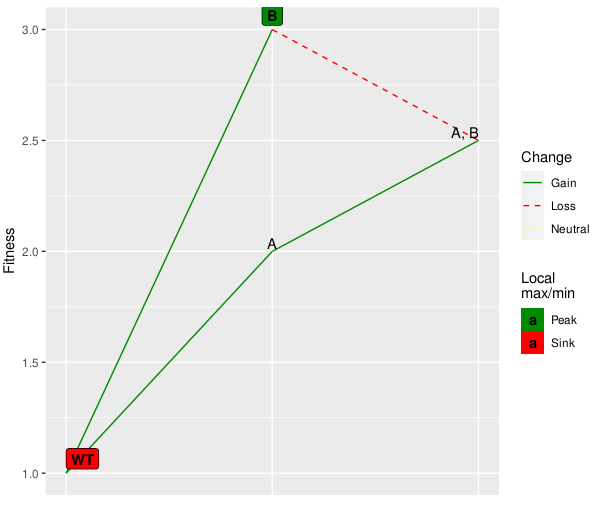 B
3.0
A, B
2.5
Fitness
A
2.0
1.5
WT
1.0
Change
Gain
Loss
Neutral
Local
max/min
a Peak
a Sink